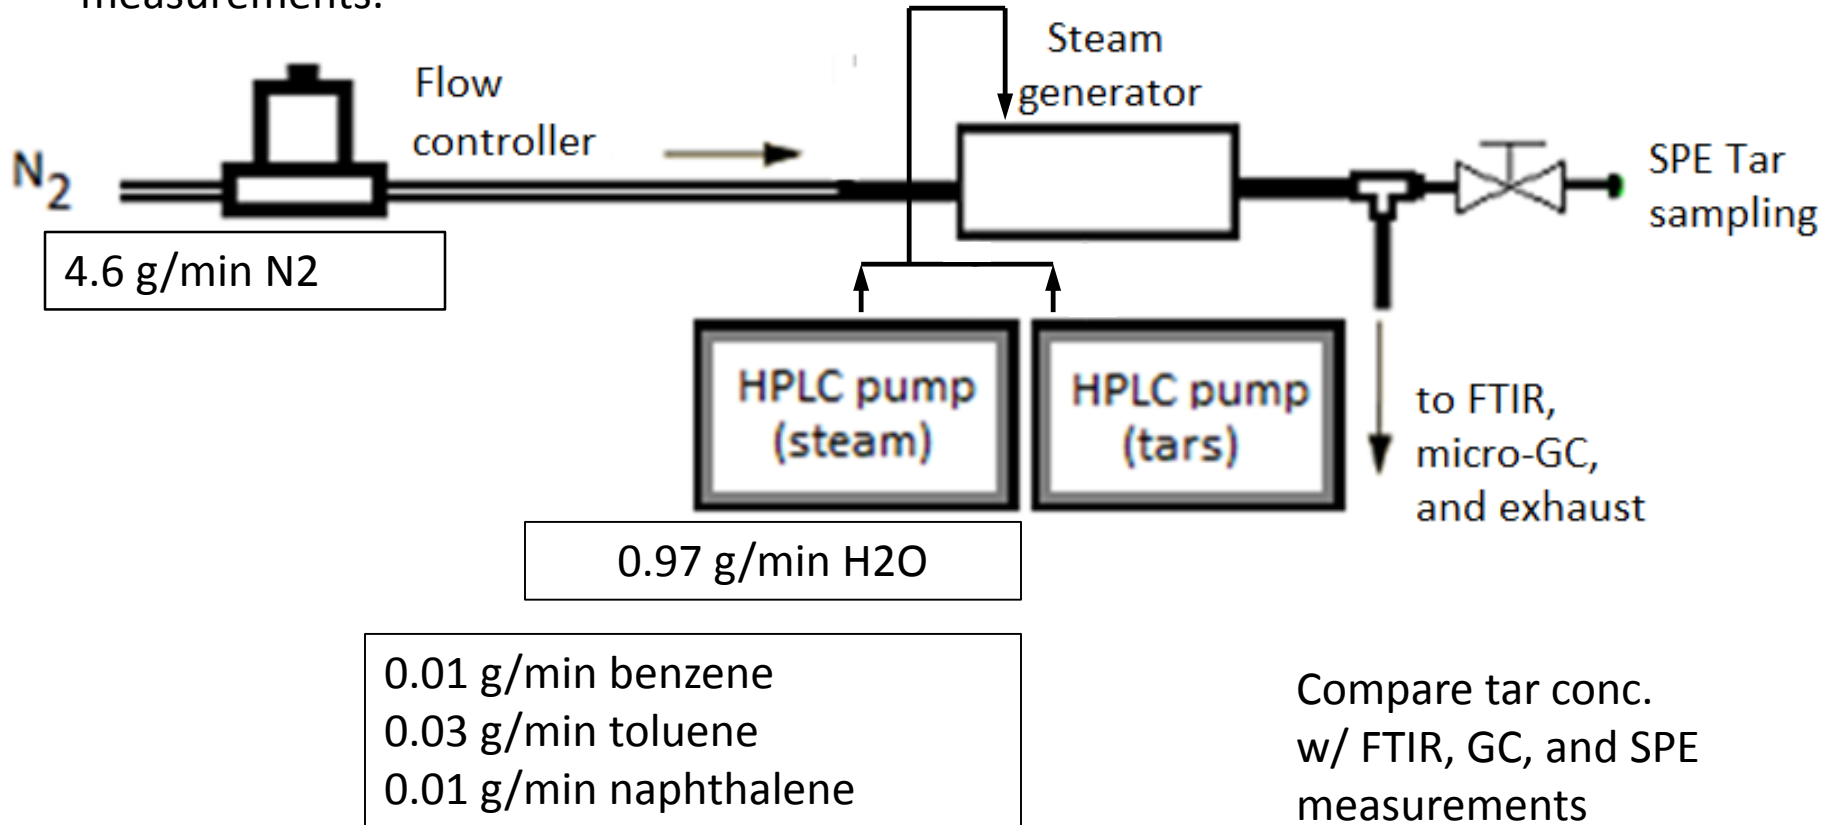 measurements.
Steam
generator
Flow
controller
N2
SPE Tar
sampling
4.6 g/min N2
HPLC pump
(steam)
HPLC pump
(tars)
to FTIR,
micro-GC,
and exhaust
0.97 g/min H2O
0.01 g/min benzene
0.03 g/min toluene
0.01 g/min naphthalene
Compare tar conc.
w/ FTIR, GC, and SPE
measurements